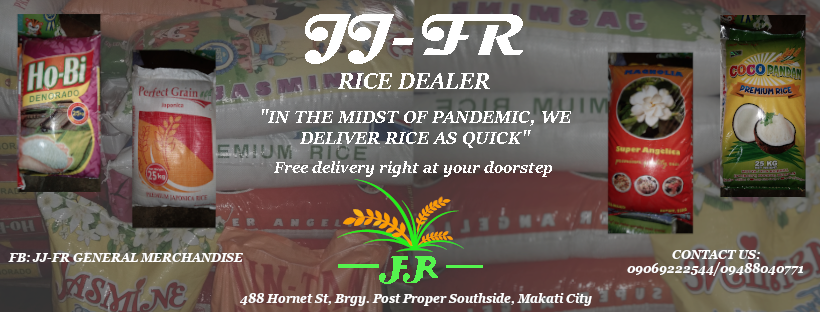 JJ-FR
RICE DEALER
"IN THE MIDST OF PANDEMIC, WE
DELIVER RICE AS QUICK"
Free delivery right at your doorstep
Ho-Bi
DENORADO
Perfect Grain
japonica
25KG
PREMIUM JAPONICA RICE
MAGNOLIA
Super Angelica
COCO PANDAN
PREMIUM RICE
25 KG
JASMIN
EMIUM RICE
JASMINE
FB: JJ-FR GENERAL MERCHANDISE
JFR
CONTACT US:
09069222544/09488040771
488 Hornet St, Brgy. Post Proper Southside, Makati City